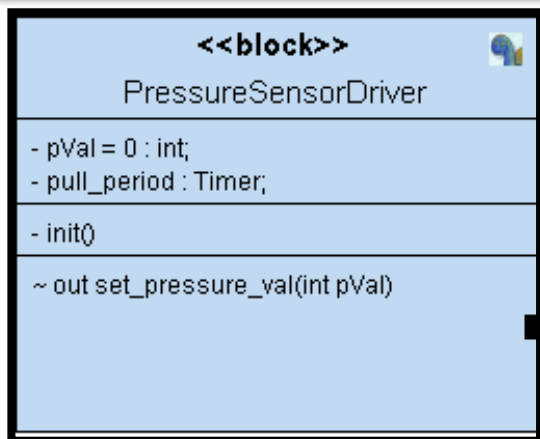 <<block>>
PressureSensorDriver
- pVal = 0 : int;
- pull_period : Timer;
- init()
~ out set_pressure_val(int pVal)